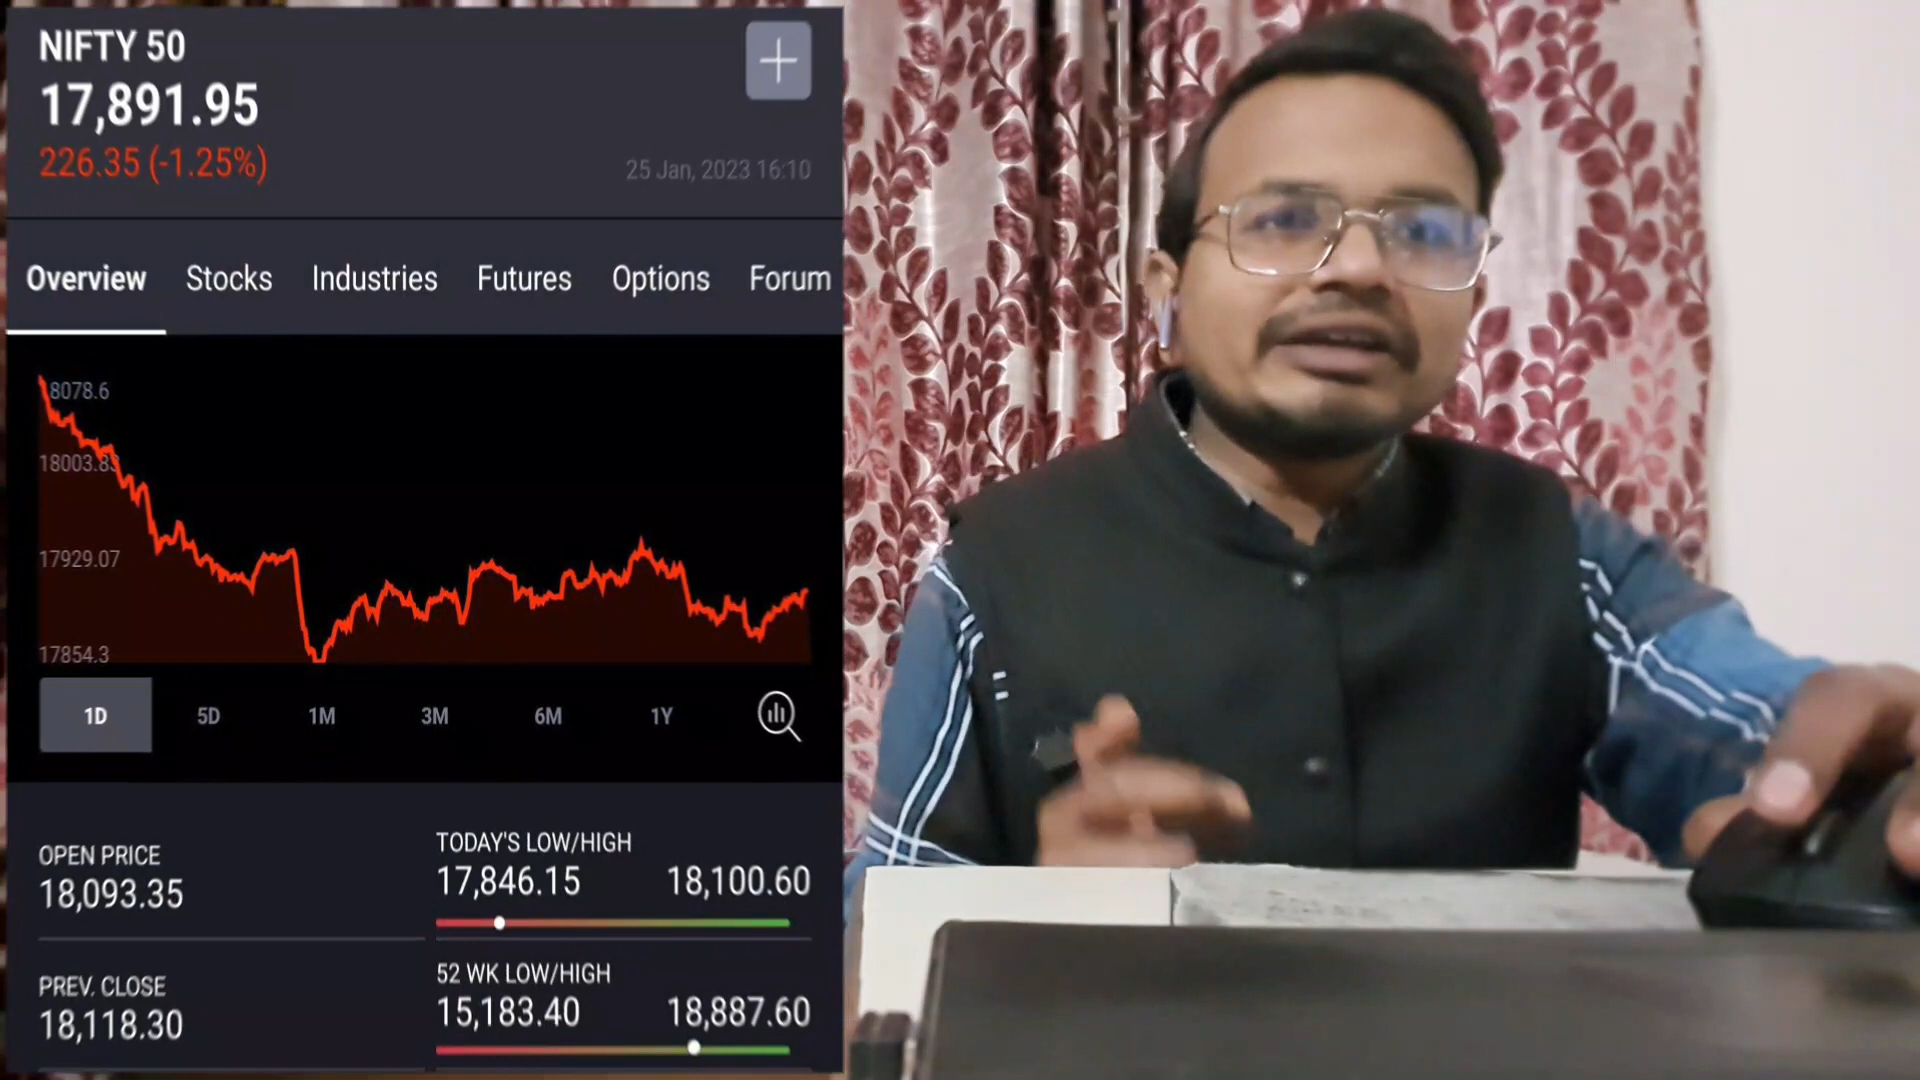 NIFTY 50
17,891.95
226.35 (-1.25%)
25 Jan, 2023 16:10
Overview Stocks Industries Futures Options Forum
8078.6
18003.83
17929.07
17854.3
1D 5D 1M 3M 6M 1Y
OPEN PRICE
18,093.35
TODAY'S LOW/HIGH
17,846.15 18,100.60
PREV. CLOSE
18,118.30
52 WK LOW/HIGH
15,183.40 18,887.60